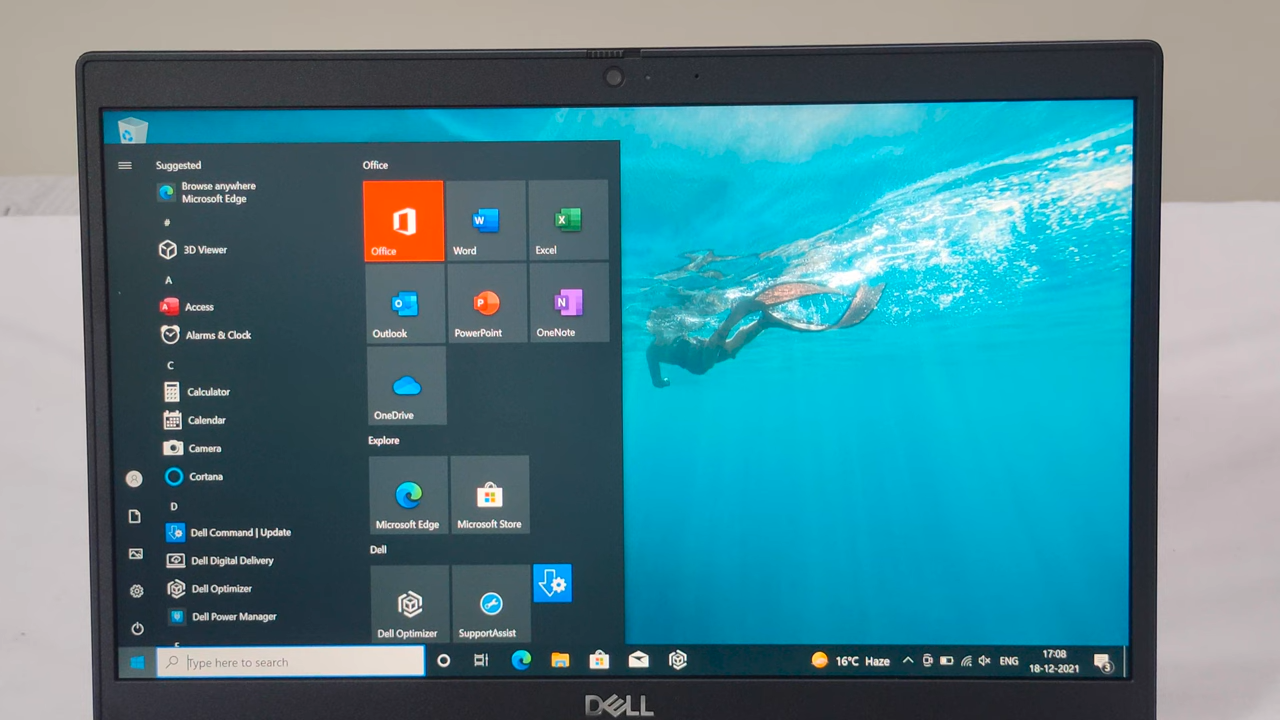 Suggested
Browse anywhere
Microsoft Edge
#
3D Viewer
A
Access
Alarms & Clock
C
Calculator
Calendar
Camera
Cortana
D
Dell Command | Update
Dell Digital Delivery
Dell Optimizer
Dell Power Manager
Office
Office
Word
Excel
Outlook
PowerPoint
OneNote
OneDrive
Explore
Microsoft Edge
Microsoft Store
Dell
Dell Optimizer
SupportAssist
Type here to search
16°C Haze
ENG
17:08
18-12-2021
3
DELL